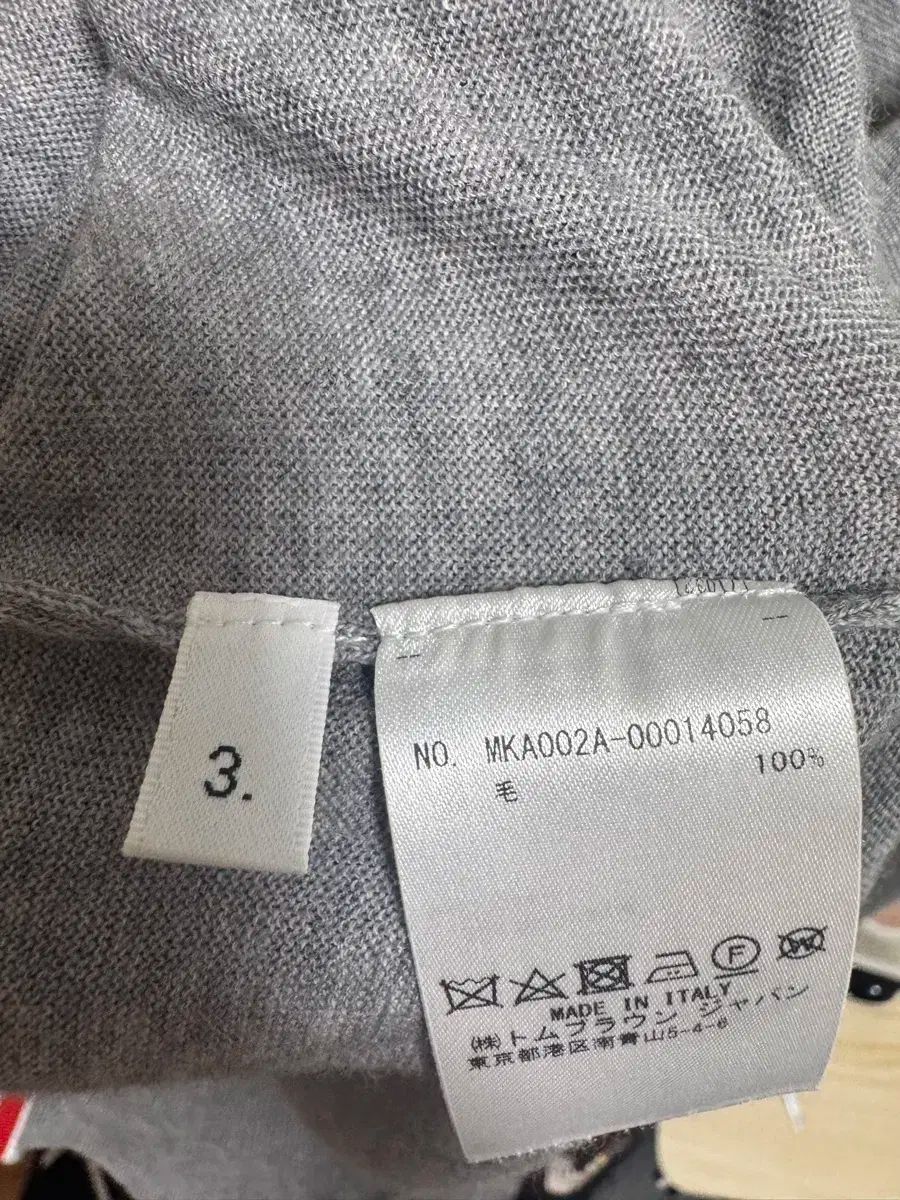 3.
NO. MKA002A-00014058
毛 100%
F
W
MADE IN ITALY
(株)トムブラウン ジャパン
東京都港区南青山5-4-6